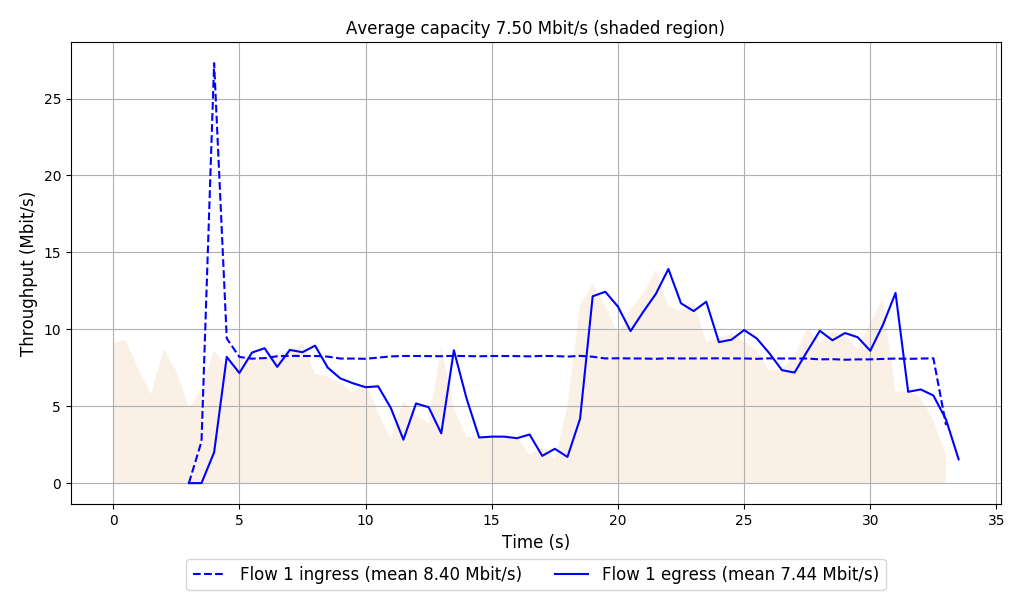 Average capacity 7.50 Mbit/s (shaded region)
Throughput (Mbit/s)
25
20
15
10
5
0
0 5 10 15 20 25 30 35
Time (s)
Flow 1 ingress (mean 8.40 Mbit/s) Flow 1 egress (mean 7.44 Mbit/s)